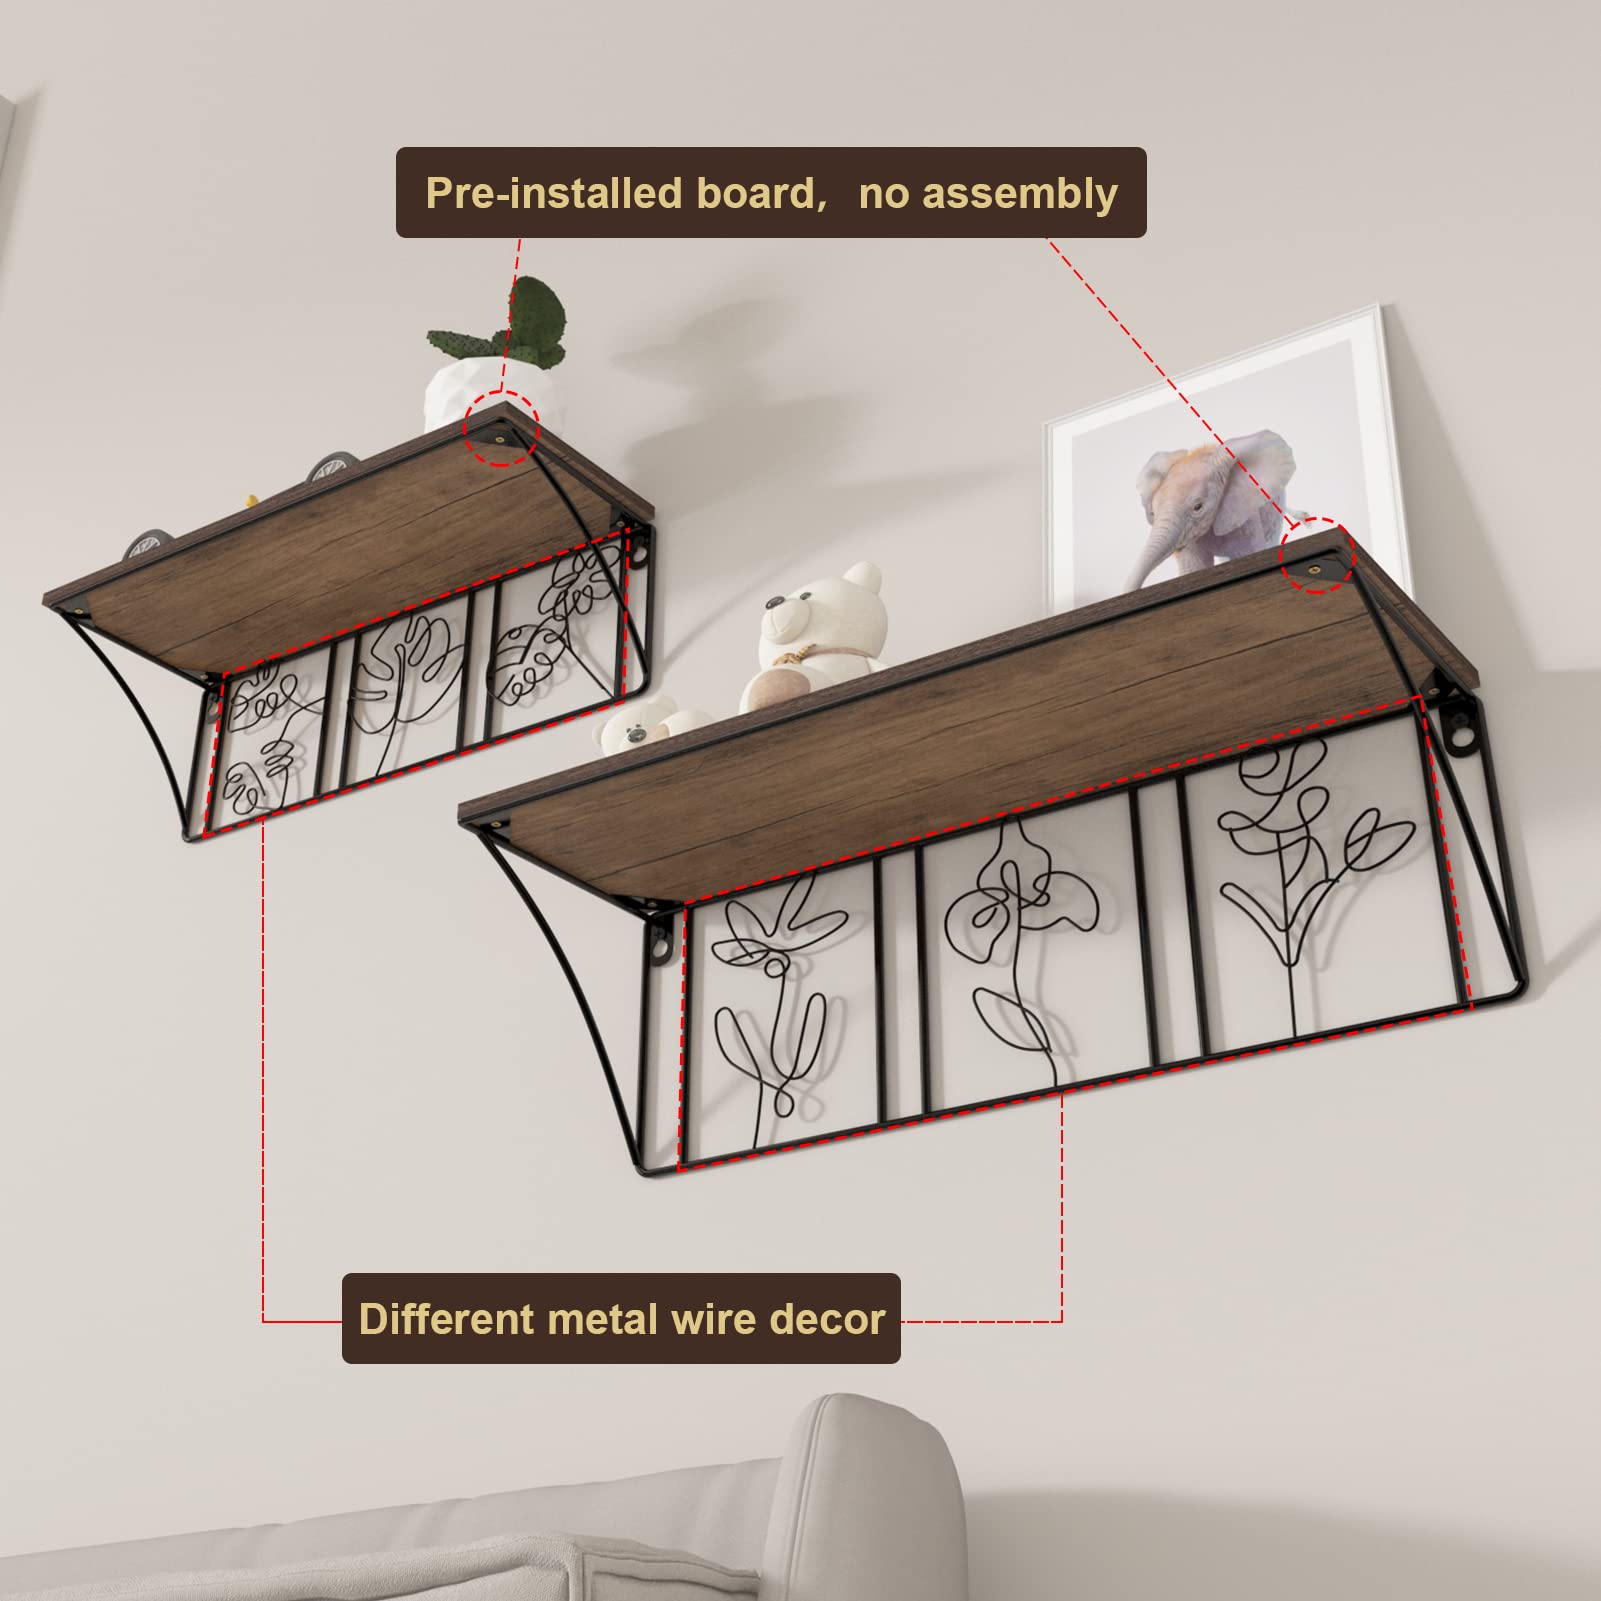 Pre-installed board, no assembly
Different metal wire decor